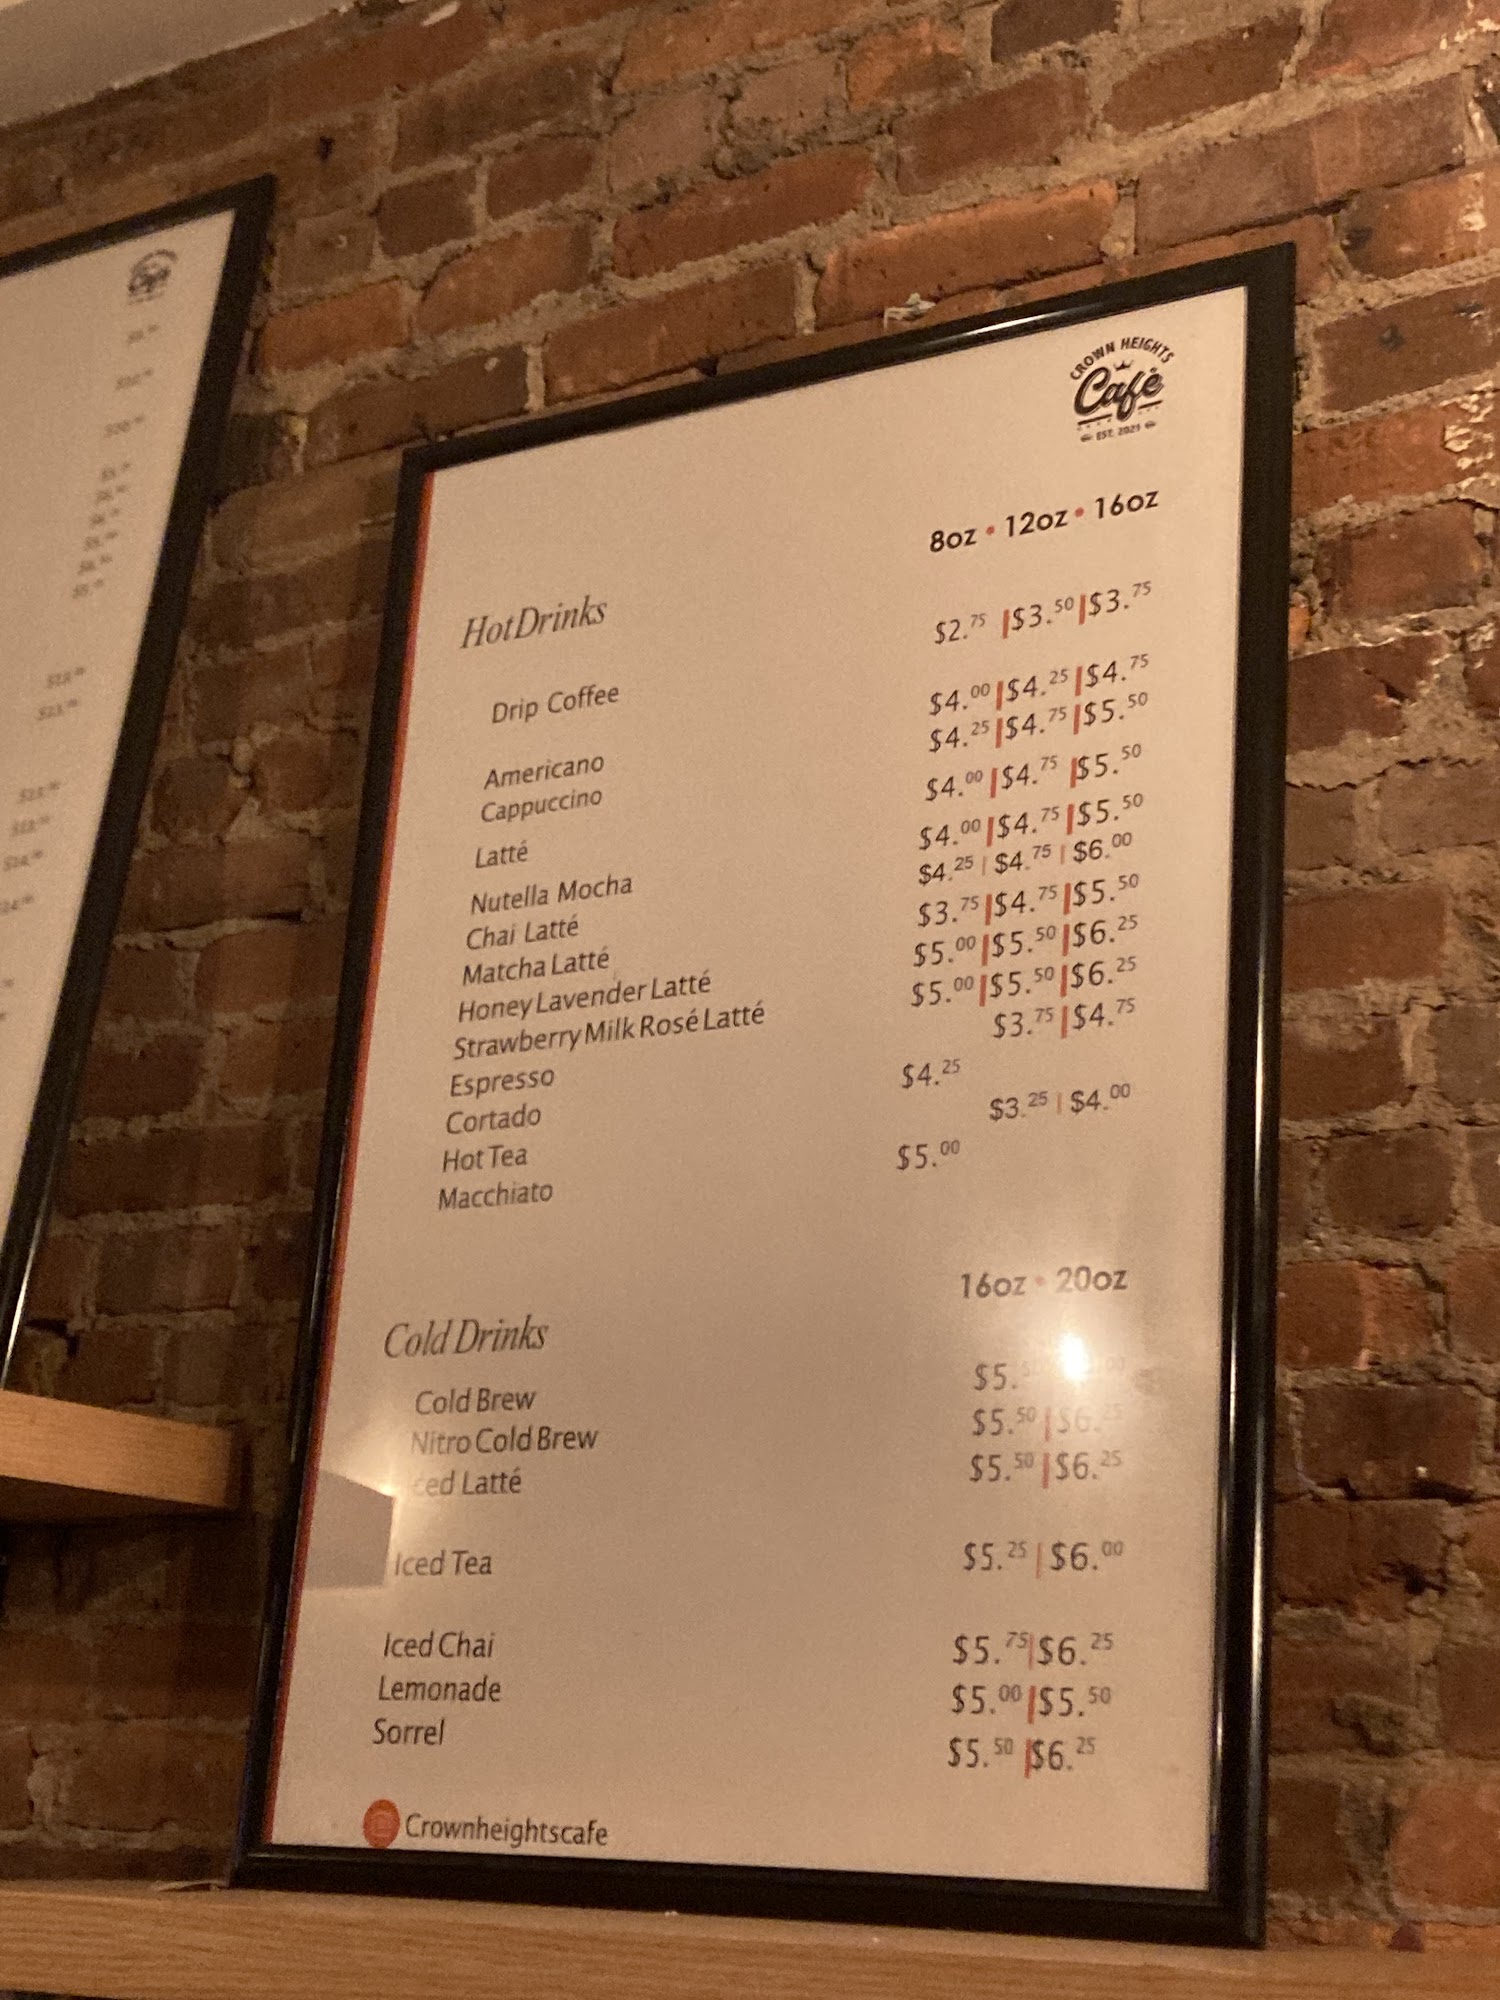 CROWN HEIGHTS
Café
EST. 2021
8oz • 12oz • 16oz
Hot Drinks
Drip Coffee $2.75 | $3.50 | $3.75
Americano $4.00 | $4.25 | $4.75
Cappuccino $4.25 | $4.75 | $5.50
Latté $4.00 | $4.75 | $5.50
Nutella Mocha $4.00 | $4.75 | $5.50
Chai Latté $4.25 | $4.75 | $6.00
Matcha Latté $3.75 | $4.75 | $5.50
Honey Lavender Latté $5.00 | $5.50 | $6.25
Strawberry Milk Rosé Latté $5.00 | $5.50 | $6.25
Espresso $3.75 | $4.75
Cortado $4.25
Hot Tea $3.25 | $4.00
Macchiato $5.00
16oz • 20oz
Cold Drinks
Cold Brew $5.
Nitro Cold Brew $5.50 | $6.25
ced Latté $5.50 | $6.25
Iced Tea $5.25 | $6.00
Iced Chai $5.75 | $6.25
Lemonade $5.00 | $5.50
Sorrel $5.50 | $6.25
Crownheightscafe